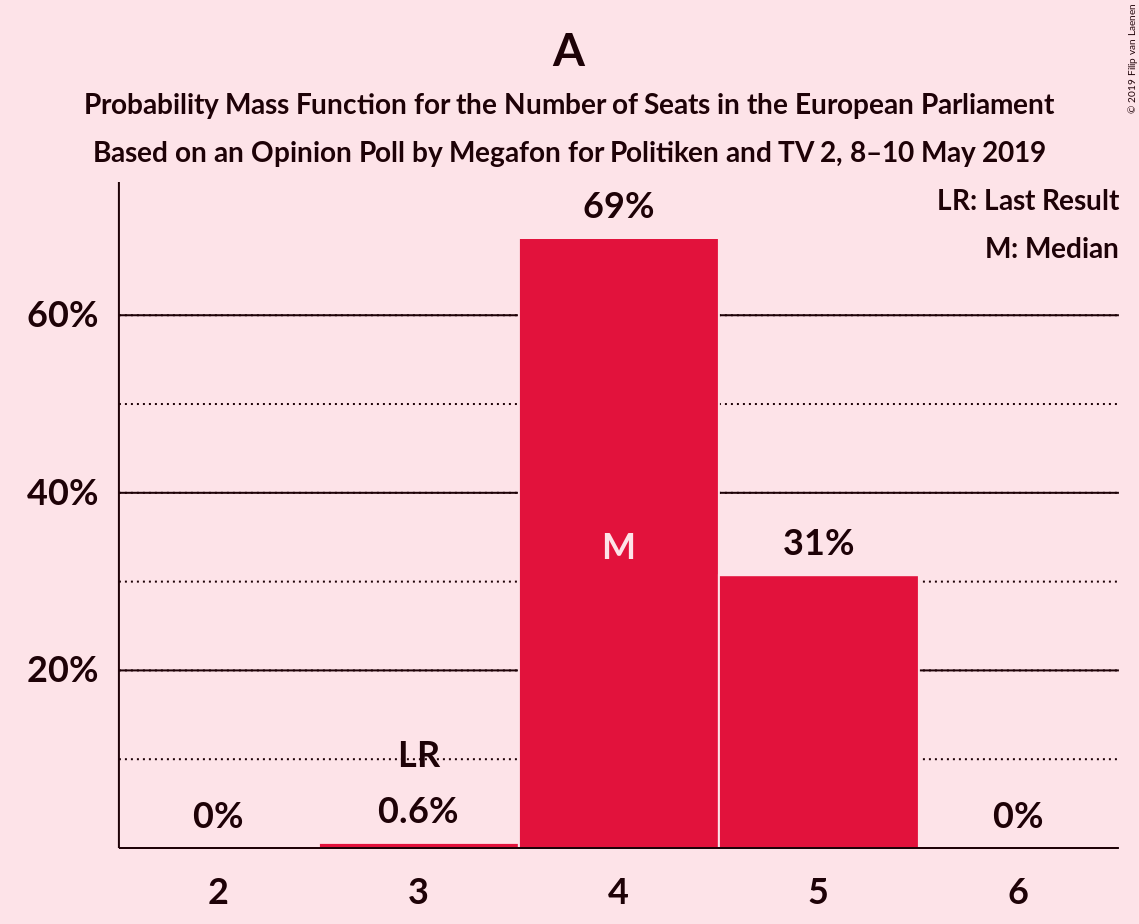 A
Probability Mass Function for the Number of Seats in the European Parliament
Based on an Opinion Poll by Megafon for Politiken and TV 2, 8–10 May 2019
© 2019 Filip van Laenen
LR: Last Result
M: Median
69%
60%
40%
M
31%
20%
LR
0%
0.6%
0%
2
3
4
5
6